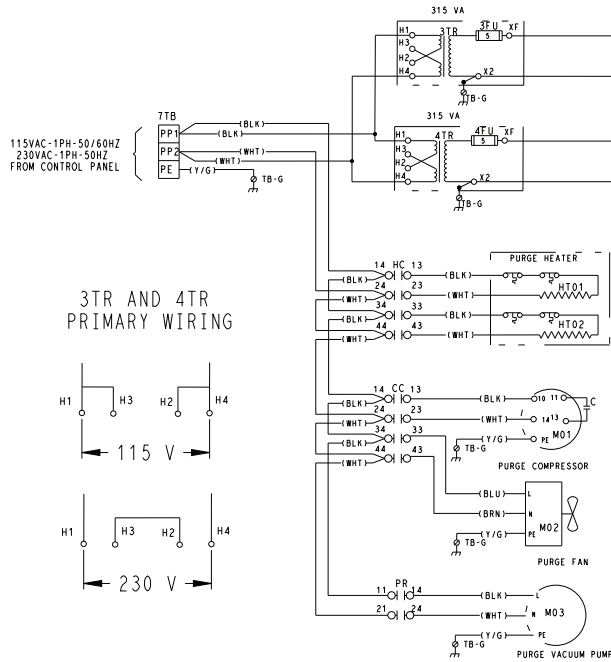 315 VA
H1
H3
H2
H4
3TR
3FU
5
XF
X2
TB-G
315 VA
H1
H3
H2
H4
4TR
4FU
5
XF
X2
TB-G
7TB
115VAC-1PH-50/60HZ
230VAC-1PH-50HZ
FROM CONTROL PANEL
PP1
PP2
PE
(BLK)
(BLK)
(WHT)
(WHT)
(Y/G)
TB-G
PURGE HEATER
14 HC 13
(BLK)
(BLK)
24 23
(WHT)
HT01
(WHT)
34 33
(BLK)
(BLK)
HT02
44 43
(WHT)
(WHT)
3TR AND 4TR
PRIMARY WIRING
H1 H3 H2 H4
115 V
H1 H3 H2 H4
230 V
14 CC 13
(BLK)
10 11
C
(BLK)
24 23
(WHT)
14 13
(WHT)
34 33
(Y/G)
PE
M01
(BLK)
TB-G
44 43
(WHT)
PURGE COMPRESSOR
(BLU)
L
(BRN)
N
M02
(Y/G)
PE
TB-G
PURGE FAN
PR
11 14
(BLK)
L
21 24
(WHT)
N
M03
(Y/G)
PE
TB-G
PURGE VACUUM PUMP